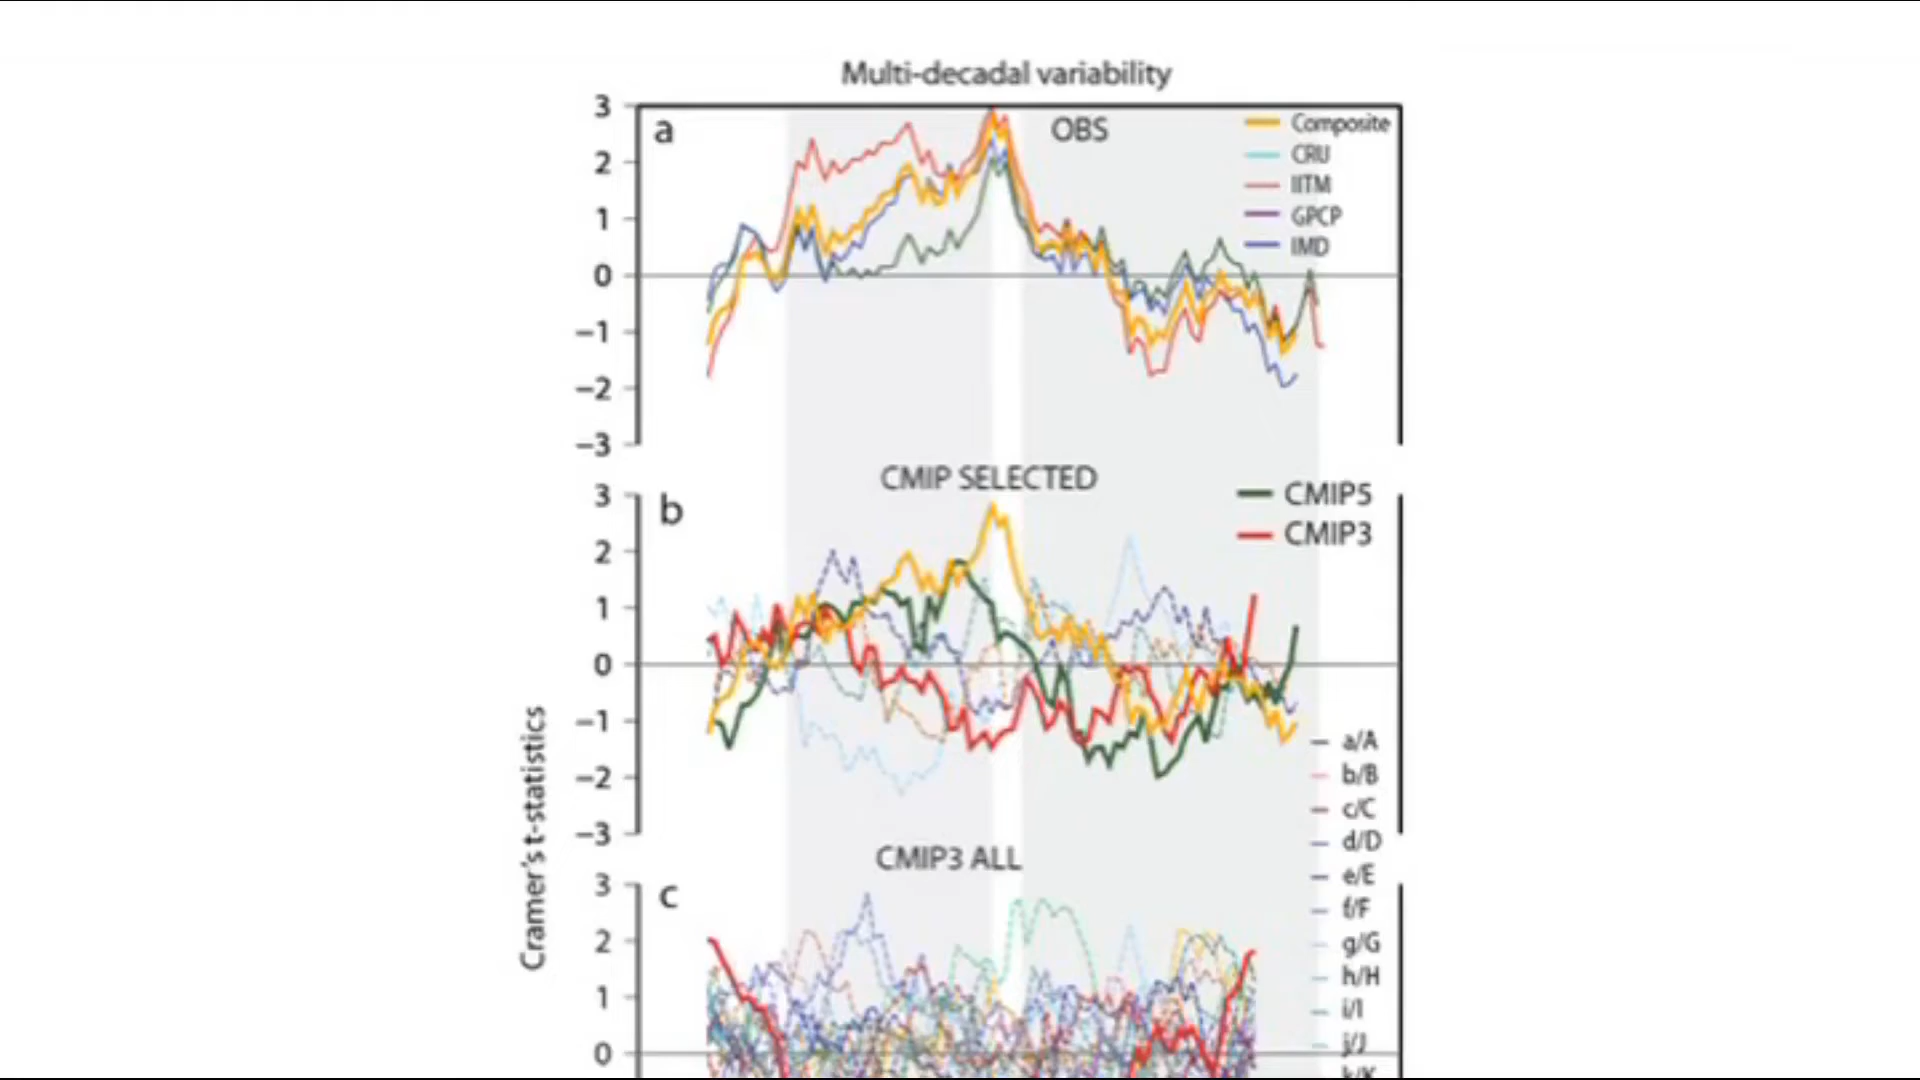 Multi-decadal variability
3
2
1
0
−1
−2
−3
a
OBS
Composite
CRU
IITM
GPCP
IMD
CMIP SELECTED
3
2
1
0
−1
−2
−3
b
CMIP5
CMIP3
Cramer's t-statistics
a/A
b/B
c/C
d/D
e/E
f/F
g/G
h/H
i/I
j/J
k/K
CMIP3 ALL
3
2
1
0
c